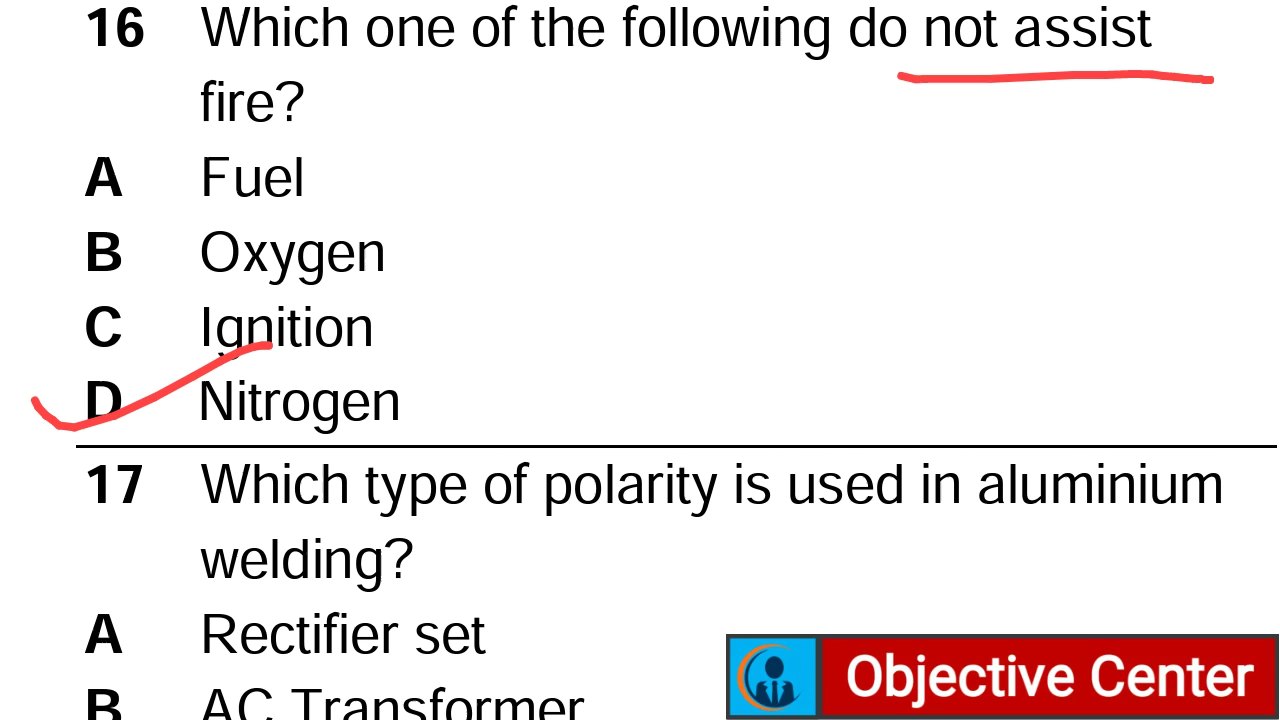 16 Which one of the following do not assist
fire?
A Fuel
B Oxygen
C Ignition
D Nitrogen
17 Which type of polarity is used in aluminium
welding?
A Rectifier set
B AC Transformer
Objective Center